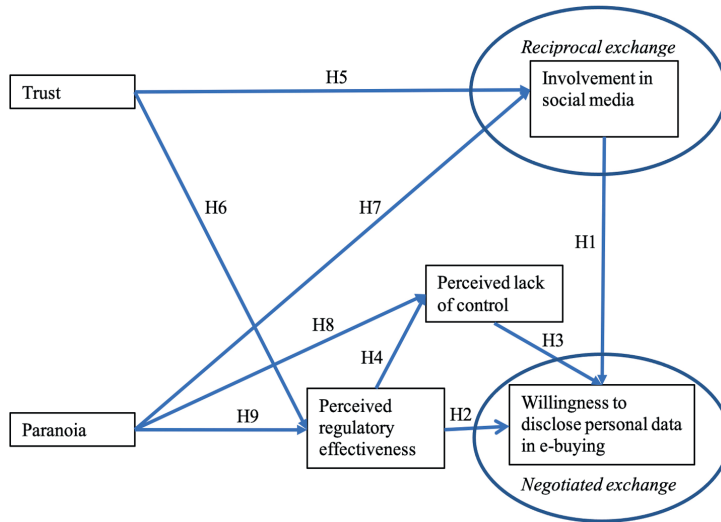 Reciprocal exchange
Trust
H5
Involvement in
social media
H6
H7
H1
Perceived lack
of control
H8
H4
H3
Paranoia
H9
Perceived
regulatory
effectiveness
H2
Willingness to
disclose personal data
in e-buying
Negotiated exchange